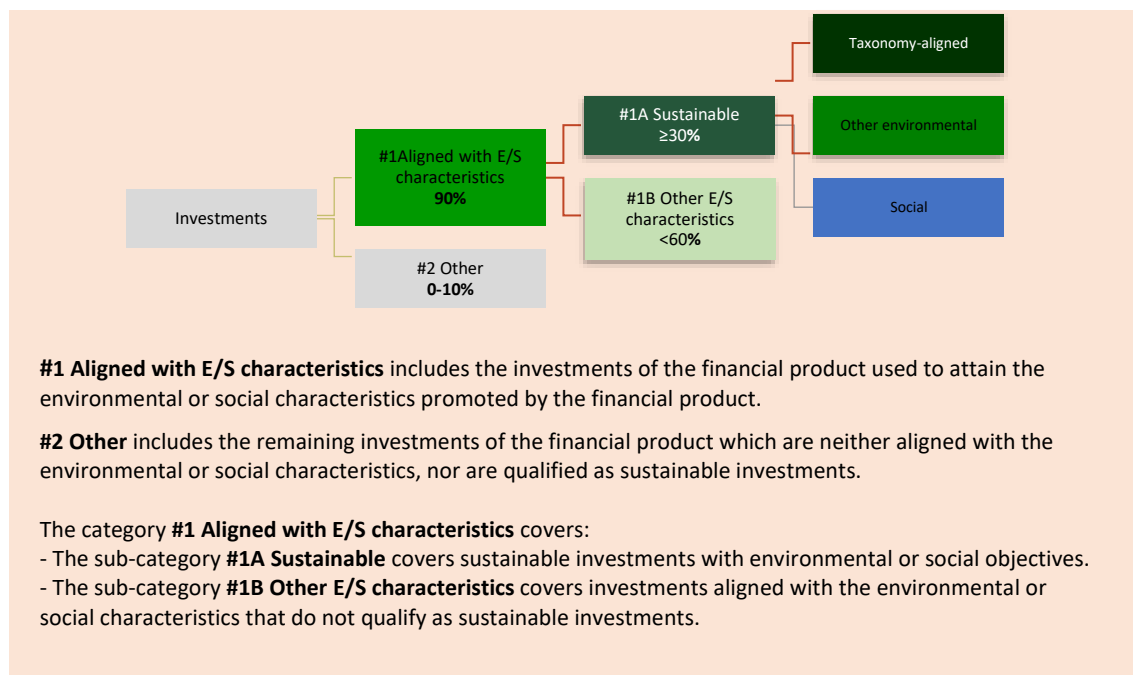 Taxonomy-aligned
#1A Sustainable
≥30%
Other environmental
#1Aligned with E/S
characteristics
90%
#1B Other E/S
characteristics
<60%
Social
Investments
#2 Other
0-10%
#1 Aligned with E/S characteristics includes the investments of the financial product used to attain the
environmental or social characteristics promoted by the financial product.
#2 Other includes the remaining investments of the financial product which are neither aligned with the
environmental or social characteristics, nor are qualified as sustainable investments.
The category #1 Aligned with E/S characteristics covers:
- The sub-category #1A Sustainable covers sustainable investments with environmental or social objectives.
- The sub-category #1B Other E/S characteristics covers investments aligned with the environmental or
social characteristics that do not qualify as sustainable investments.